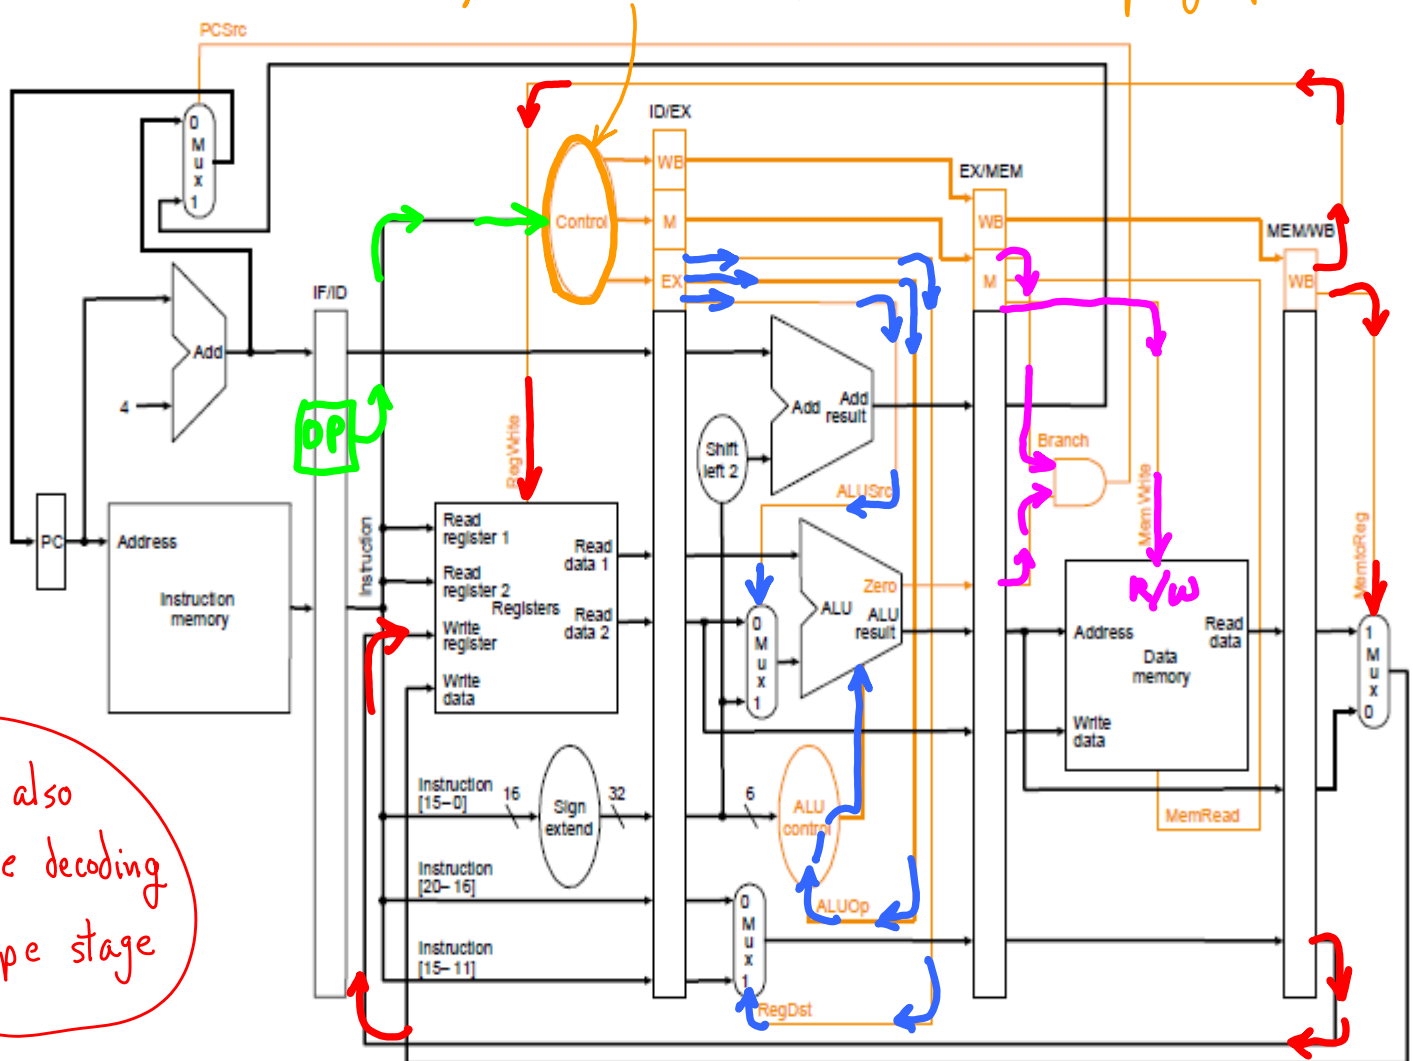 PCSrc
0
M
u
x
1
ID/EX
WB
Control
M
EX
EX/MEM
WB
M
MEM/WB
WB
IF/ID
Add
4
OP
Add
Add
result
Shift
left 2
RegWrite
Branch
ALUSrc
MemWrite
PC
Address
Instruction
memory
Instruction
Read
register 1
Read
register 2
Registers
Write
register
Write
data
Read
data 1
Read
data 2
0
M
u
x
1
Zero
ALU
ALU
result
R/W
Address
Data
memory
Read
data
Write
data
MemtoReg
1
M
u
x
0
also
decoding
stage
Instruction
[15–0]
16
Sign
extend
32
6
ALU
control
MemRead
Instruction
[20–16]
ALUOp
0
M
u
x
1
Instruction
[15–11]
RegDst